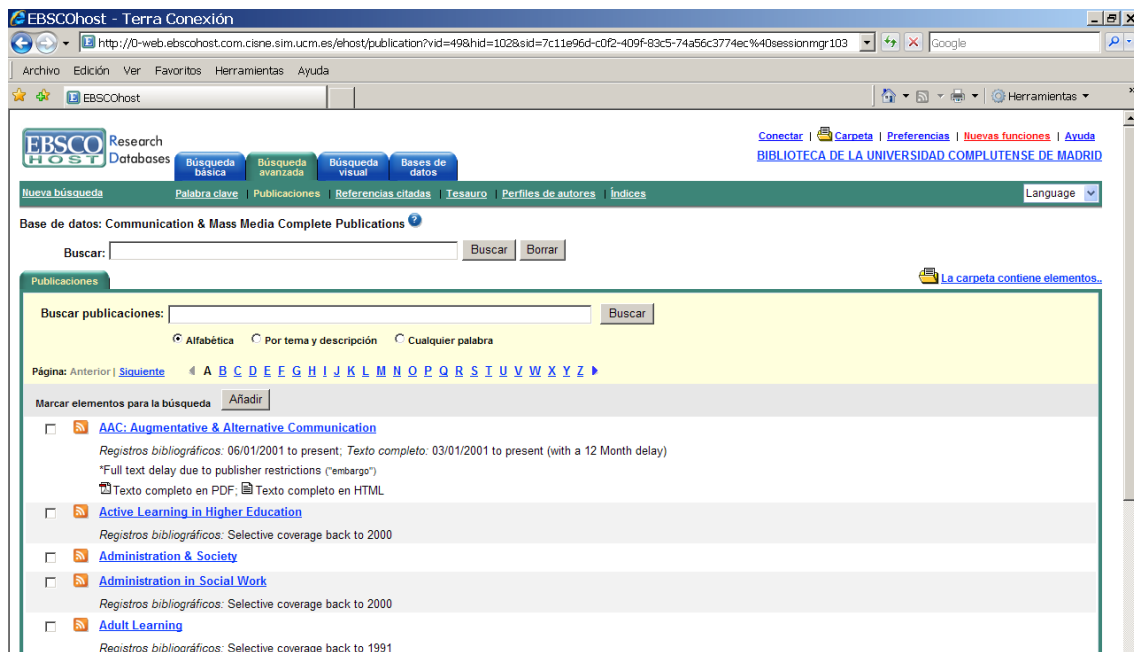 EBSCOhost - Terra Conexión
http://0-web.ebscohost.com.cisne.sim.ucm.es/ehost/publication?vid=49&hid=102&sid=7c11e96d-c0f2-409f-83c5-74a56c3774ec%40sessionmgr103 Google
Archivo Edición Ver Favoritos Herramientas Ayuda
EBSCOhost Herramientas
EBSCO HOST Research Databases
Búsqueda básica Búsqueda avanzada Búsqueda visual Bases de datos
Conectar | Carpeta | Preferencias | Nuevas funciones | Ayuda
BIBLIOTECA DE LA UNIVERSIDAD COMPLUTENSE DE MADRID
Nueva búsqueda Palabra clave | Publicaciones | Referencias citadas | Tesauro | Perfiles de autores | Índices Language
Base de datos: Communication & Mass Media Complete Publications
Buscar: Buscar Borrar
Publicaciones La carpeta contiene elementos..
Buscar publicaciones: Buscar
Alfabètica Por tema y descripción Cualquier palabra
Página: Anterior | Siguiente A B C D E F G H I J K L M N O P Q R S T U V W X Y Z
Marcar elementos para la búsqueda Añadir
AAC: Augmentative & Alternative Communication
Registros bibliográficos: 06/01/2001 to present; Texto completo: 03/01/2001 to present (with a 12 Month delay)
*Full text delay due to publisher restrictions ("embargo")
Texto completo en PDF; Texto completo en HTML
Active Learning in Higher Education
Registros bibliográficos: Selective coverage back to 2000
Administration & Society
Administration in Social Work
Registros bibliográficos: Selective coverage back to 2000
Adult Learning
Registros bibliográficos: Selective coverage back to 1991